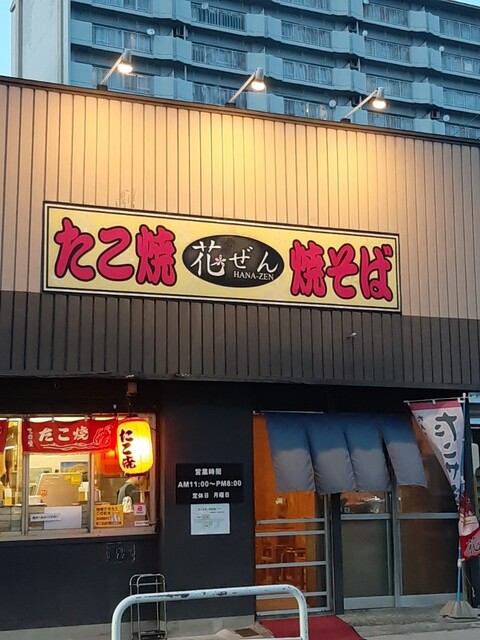 たこ焼
花ぜん
HANA-ZEN
焼そば
たこ焼
たこ焼
営業時間
AM11:00〜PM8:00
定休日 月曜日